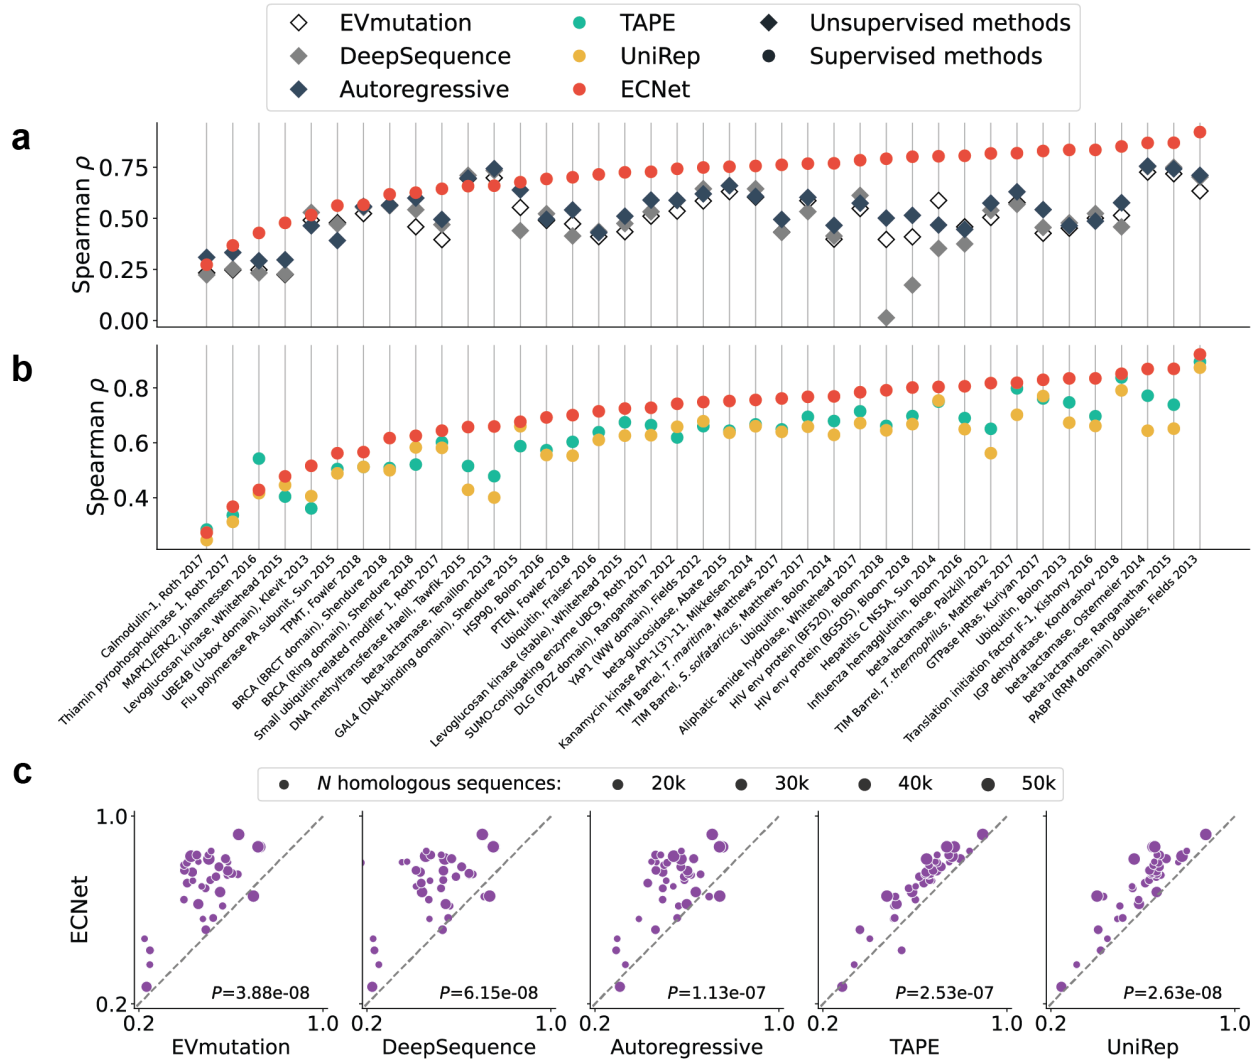 EVmutation
TAPE
Unsupervised methods
DeepSequence
UniRep
Supervised methods
Autoregressive
ECNet
a
Spearman ρ
0.75
0.50
0.25
0.00
b
Spearman ρ
0.8
0.6
0.4
Calmodulin-1, Roth 2017
Thiamin pyrophosphokinase 1, Roth 2017
MAPK1/ERK2, Johannessen 2016
Levoglucosan kinase, Whitehead 2015
UBE4B (U-box domain), Klevit 2013
Flu polymerase PA subunit, Sun 2015
TPMT, Fowler 2018
BRCA (BRCT domain), Shendure 2018
BRCA (Ring domain), Shendure 2018
Small ubiquitin-related modifier 1, Roth 2017
DNA methyltransferase HaeIII, Tawfik 2015
beta-lactamase, Tenaillon 2013
GAL4 (DNA-binding domain), Shendure 2015
HSP90, Bolon 2016
PTEN, Fowler 2018
Ubiquitin, Fraiser 2016
Levoglucosan kinase (stable), Whitehead 2015
SUMO-conjugating enzyme UBC9, Roth 2017
DLG (PDZ domain), Ranganathan 2012
YAP1 (WW domain), Fields 2012
beta-glucosidase, Abate 2015
Kanamycin kinase APH(3')-II, Mikkelsen 2014
TIM Barrel, T. maritima, Matthews 2017
TIM Barrel, S. solfataricus, Matthews 2017
Ubiquitin, Bolon 2014
Aliphatic amide hydrolase, Whitehead 2017
HIV env protein (BF520), Bloom 2018
HIV env protein (BG505), Bloom 2018
Hepatitis C NS5A, Sun 2014
Influenza hemagglutinin, Bloom 2016
beta-lactamase, Palzkill 2012
TIM Barrel, T. thermophilus, Matthews 2017
GTPase HRas, Kuriyan 2017
Ubiquitin, Bolon 2013
Translation initiation factor IF-1, Kishony 2016
IGP dehydratase, Kondrashov 2018
beta-lactamase, Ostermeier 2014
beta-lactamase, Ranganathan 2015
PABP (RRM domain) doubles, Fields 2013
c
N homologous sequences:
20k
30k
40k
50k
ECNet
1.0
0.2
P=3.88e-08
P=6.15e-08
P=1.13e-07
P=2.53e-07
P=2.63e-08
0.2
1.0
0.2
1.0
0.2
1.0
0.2
1.0
0.2
1.0
EVmutation
DeepSequence
Autoregressive
TAPE
UniRep